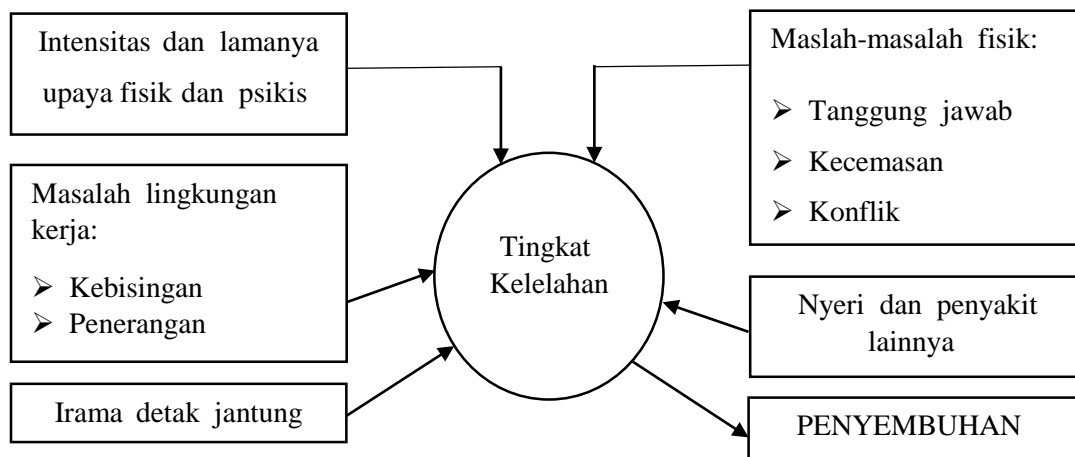 Intensitas dan lamanya
upaya fisik dan psikis
Masalah lingkungan
kerja:
➢ Kebisingan
➢ Penerangan
Irama detak jantung
Tingkat
Kelelahan
Maslah-masalah fisik:
➢ Tanggung jawab
➢ Kecemasan
➢ Konflik
Nyeri dan penyakit
lainnya
PENYEMBUHAN